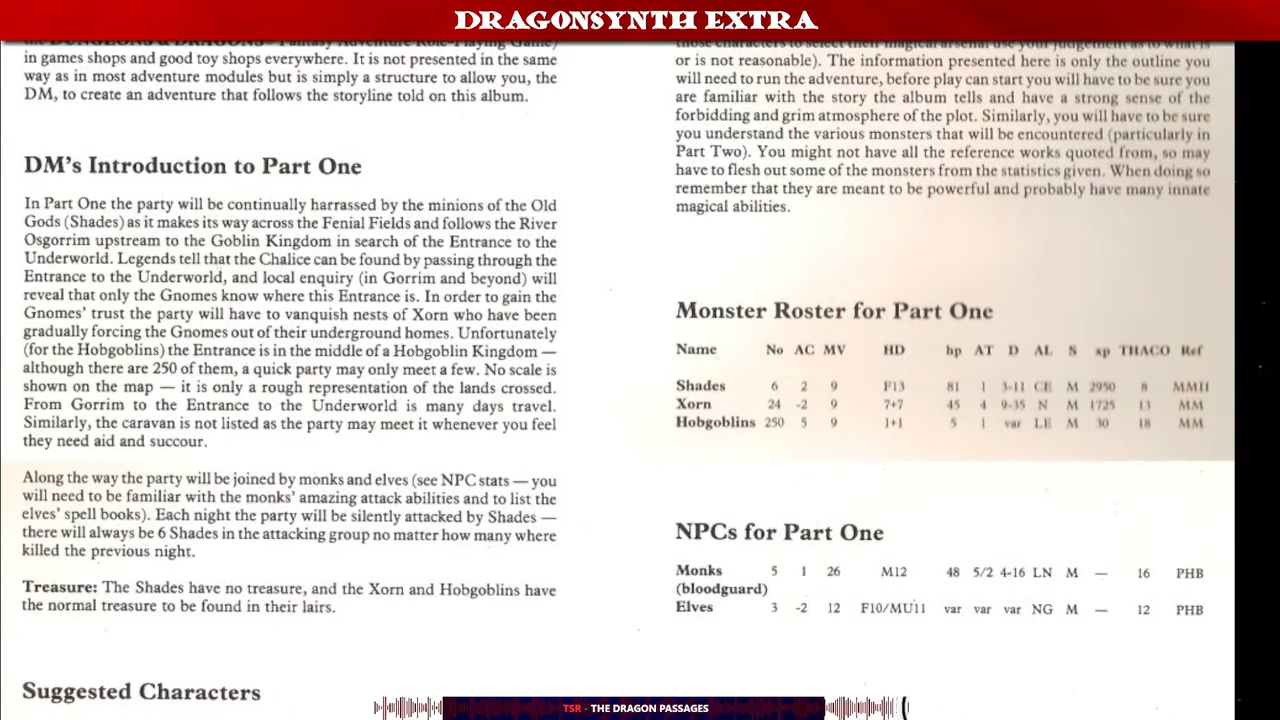 DRAGONSYNTH EXTRA
the DUNGEONS & DRAGONS Fantasy Adventure Role-Playing Game)
in games shops and good toy shops everywhere. It is not presented in the same
way as in most adventure modules but is simply a structure to allow you, the
DM, to create an adventure that follows the storyline told on this album.
DM's Introduction to Part One
In Part One the party will be continually harrassed by the minions of the Old
Gods (Shades) as it makes its way across the Fenial Fields and follows the River
Osgorrim upstream to the Goblin Kingdom in search of the Entrance to the
Underworld. Legends tell that the Chalice can be found by passing through the
Entrance to the Underworld, and local enquiry (in Gorrim and beyond) will
reveal that only the Gnomes know where this Entrance is. In order to gain the
Gnomes' trust the party will have to vanquish nests of Xorn who have been
gradually forcing the Gnomes out of their underground homes. Unfortunately
(for the Hobgoblins) the Entrance is in the middle of a Hobgoblin Kingdom —
although there are 250 of them, a quick party may only meet a few. No scale is
shown on the map — it is only a rough representation of the lands crossed.
From Gorrim to the Entrance to the Underworld is many days travel.
Similarly, the caravan is not listed as the party may meet it whenever you feel
they need aid and succour.
Along the way the party will be joined by monks and elves (see NPC stats — you
will need to be familiar with the monks' amazing attack abilities and to list the
elves' spell books). Each night the party will be silently attacked by Shades —
there will always be 6 Shades in the attacking group no matter how many where
killed the previous night.
Treasure: The Shades have no treasure, and the Xorn and Hobgoblins have
the normal treasure to be found in their lairs.
Suggested Characters
those characters to select their magical arsenal use your judgement as to what is
or is not reasonable). The information presented here is only the outline you
will need to run the adventure, before play can start you will have to be sure you
are familiar with the story the album tells and have a strong sense of the
forbidding and grim atmosphere of the plot. Similarly, you will have to be sure
you understand the various monsters that will be encountered (particularly in
Part Two). You might not have all the reference works quoted from, so may
have to flesh out some of the monsters from the statistics given. When doing so
remember that they are meant to be powerful and probably have many innate
magical abilities.
Monster Roster for Part One
Name No AC MV HD hp AT D AL S xp THACO Ref
Shades 6 2 9 F13 81 1 3-11 CE M 2950 8 MMII
Xorn 24 -2 9 7+7 45 4 9-35 N M 1725 13 MM
Hobgoblins 250 5 9 1+1 5 1 var LE M 30 18 MM
NPCs for Part One
Monks 5 1 26 M12 48 5/2 4-16 LN M — 16 PHB
(bloodguard)
Elves 3 -2 12 F10/MU11 var var var NG M — 12 PHB
TSR - THE DRAGON PASSAGES